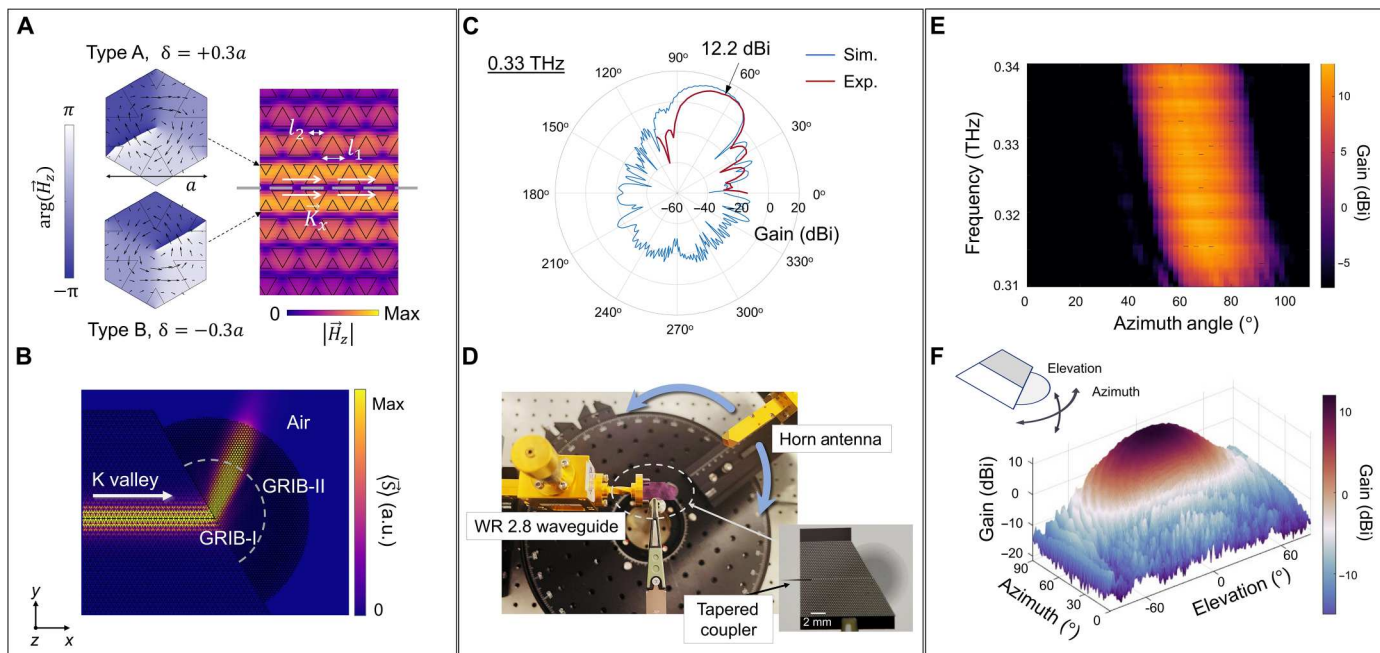 A
Type A, δ = +0.3a
π
arg(H⃗z)
−π
a
Type B, δ = −0.3a
l2
l1
K⃗x
0
Max
|H⃗z|
B
K valley
Air
GRIB-II
GRIB-I
Max
⟨S⃗⟩ (a.u.)
0
y
z
x
C
0.33 THz
12.2 dBi
Sim.
Exp.
90°
120°
60°
150°
30°
180°
0°
−60 −40 −20 0 20
Gain (dBi)
210°
330°
240°
300°
270°
D
Horn antenna
WR 2.8 waveguide
Tapered
coupler
2 mm
E
0.34
0.33
0.32
0.31
Frequency (THz)
0 20 40 60 80 100
Azimuth angle (°)
10
5
0
−5
Gain (dBi)
F
Elevation
Azimuth
10
0
−10
−20
Gain (dBi)
90
60
30
0
Azimuth (°)
−60
0
60
Elevation (°)
10
0
−10
Gain (dBi)